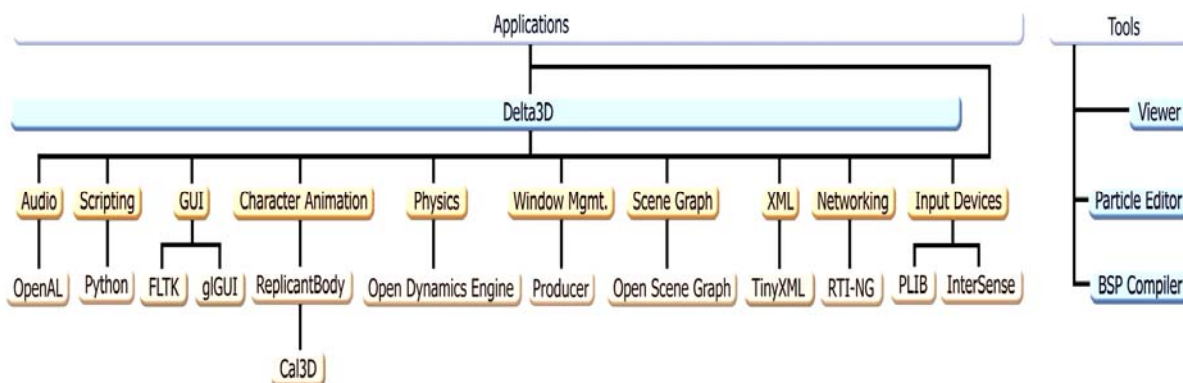 Applications
Tools
Delta3D
Viewer
Audio
Scripting
GUI
Character Animation
Physics
Window Mgmt.
Scene Graph
XML
Networking
Input Devices
Particle Editor
OpenAL
Python
FLTK
glGUI
ReplicantBody
Open Dynamics Engine
Producer
Open Scene Graph
TinyXML
RTI-NG
PLIB
InterSense
BSP Compiler
Cal3D